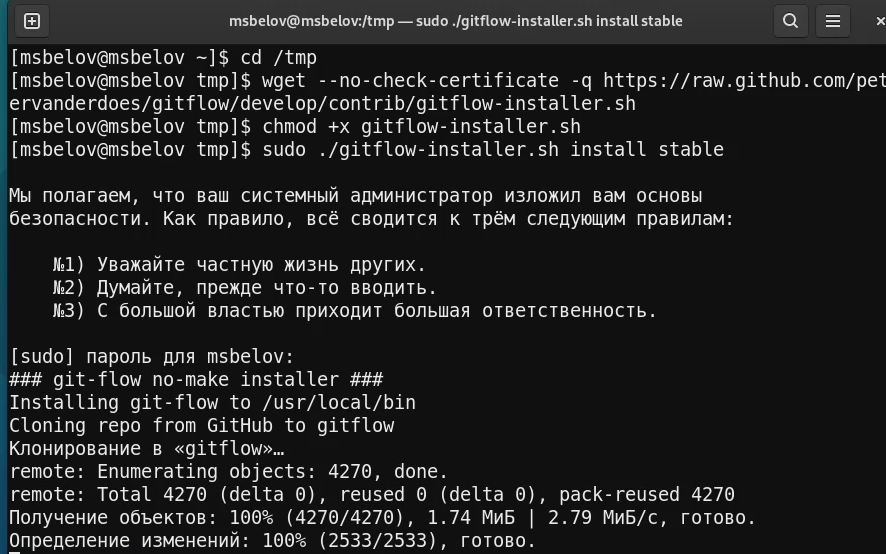 msbelov@msbelov:/tmp — sudo ./gitflow-installer.sh install stable
[msbelov@msbelov ~]$ cd /tmp
[msbelov@msbelov tmp]$ wget --no-check-certificate -q https://raw.github.com/pet
ervanderdoes/gitflow/develop/contrib/gitflow-installer.sh
[msbelov@msbelov tmp]$ chmod +x gitflow-installer.sh
[msbelov@msbelov tmp]$ sudo ./gitflow-installer.sh install stable
Мы полагаем, что ваш системный администратор изложил вам основы
безопасности. Как правило, всё сводится к трём следующим правилам:
№1) Уважайте частную жизнь других.
№2) Думайте, прежде что-то вводить.
№3) С большой властью приходит большая ответственность.
[sudo] пароль для msbelov:
### git-flow no-make installer ###
Installing git-flow to /usr/local/bin
Cloning repo from GitHub to gitflow
Клонирование в «gitflow»…
remote: Enumerating objects: 4270, done.
remote: Total 4270 (delta 0), reused 0 (delta 0), pack-reused 4270
Получение объектов: 100% (4270/4270), 1.74 МиБ | 2.79 МиБ/с, готово.
Определение изменений: 100% (2533/2533), готово.